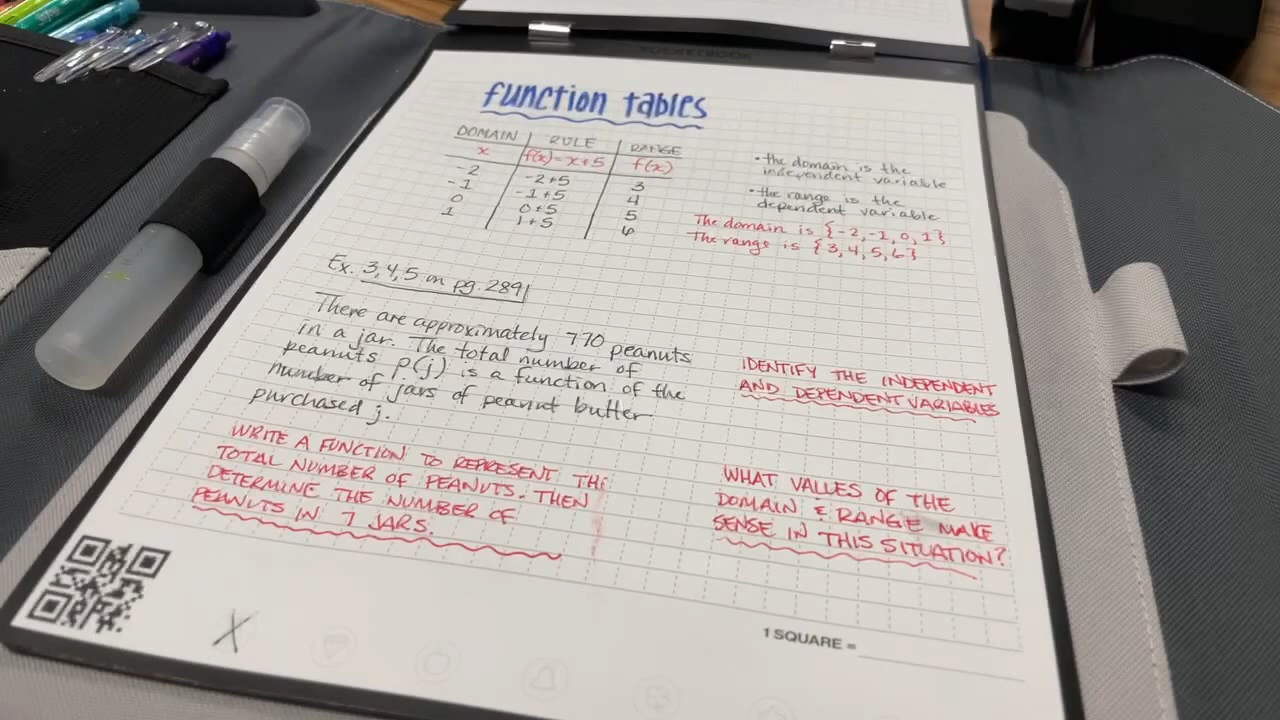 function tables
DOMAIN RULE RANGE
x f(x)=x+5 f(x)
-2 -2+5 3
-1 -1+5 4
0 0+5 5
1 1+5 6
• the domain is the
independent variable
• the range is the
dependent variable
The domain is {-2,-1,0,1}
The range is {3,4,5,6}
Ex. 3,4,5 on pg. 289
There are approximately 770 peanuts
in a jar. The total number of
peanuts p(j) is a function of the
number of jars of peanut butter
purchased j.
IDENTIFY THE INDEPENDENT
AND DEPENDENT VARIABLES
WRITE A FUNCTION TO REPRESENT THE
TOTAL NUMBER OF PEANUTS. THEN
DETERMINE THE NUMBER OF
PEANUTS IN 7 JARS.
WHAT VALUES OF THE
DOMAIN & RANGE MAKE
SENSE IN THIS SITUATION?
X
1 SQUARE =